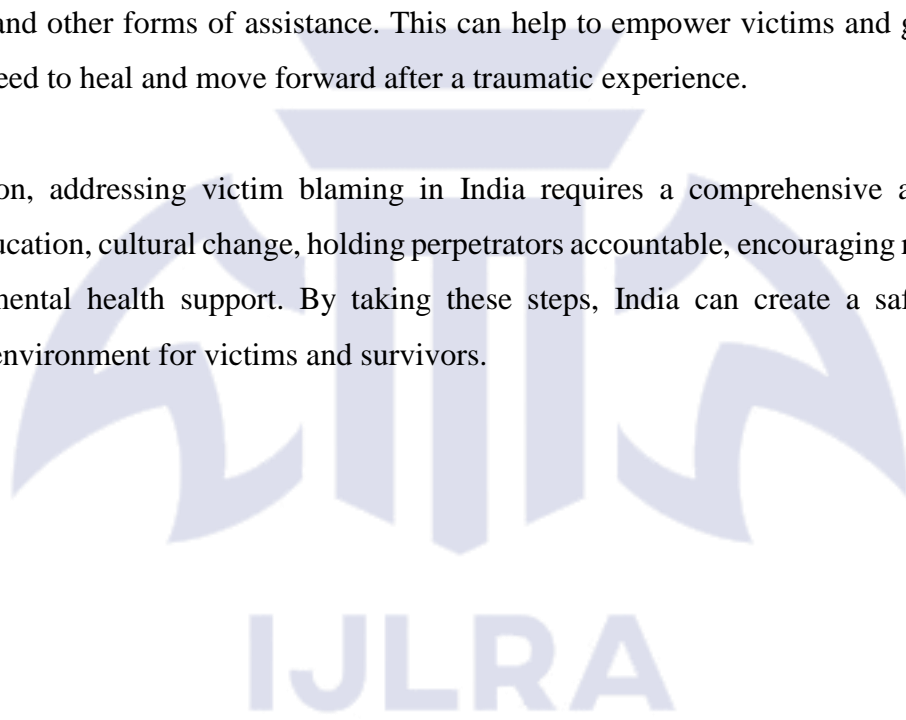 and other forms of assistance. This can help to empower victims and
eed to heal and move forward after a traumatic experience.
on, addressing victim blaming in India requires a comprehensive a
ucation, cultural change, holding perpetrators accountable, encouraging
mental health support. By taking these steps, India can create a saf
environment for victims and survivors.
IJLRA